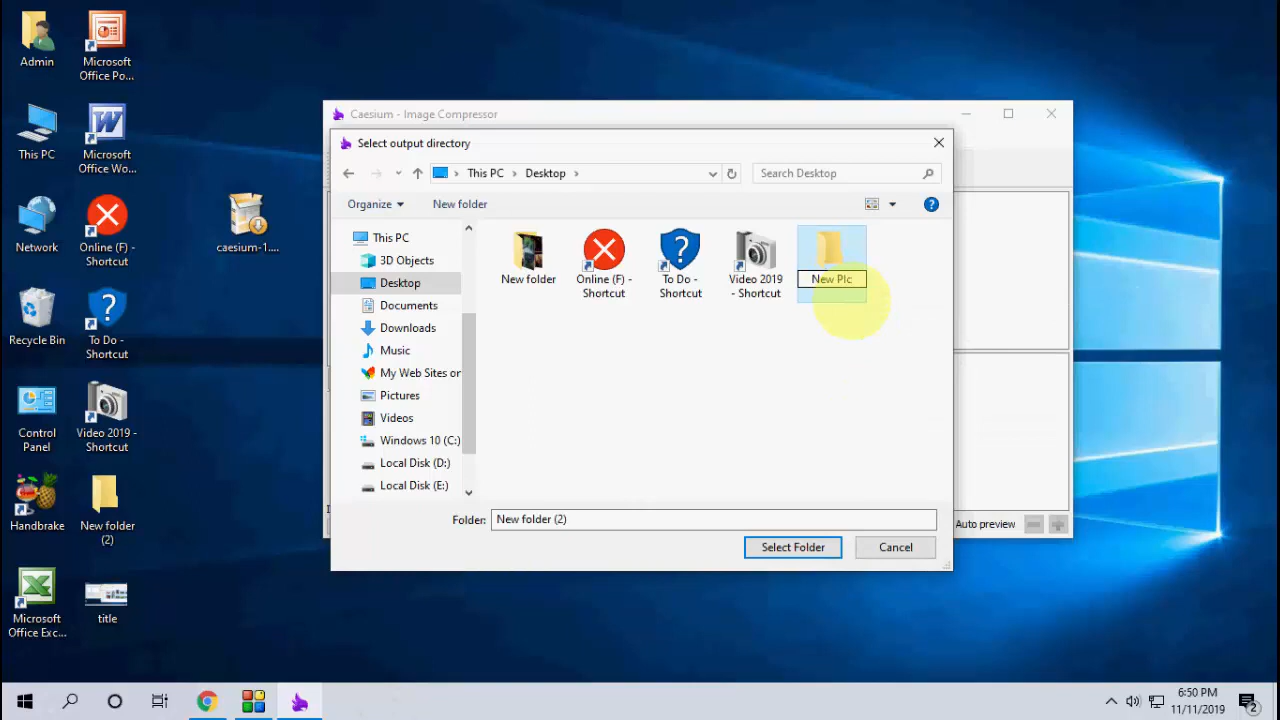 Admin
Microsoft
Office Po...
This PC
Microsoft
Office Wo...
Network
Online (F) -
Shortcut
caesium-1....
Recycle Bin
To Do -
Shortcut
Control
Panel
Video 2019 -
Shortcut
Handbrake
New folder
(2)
Microsoft
Office Exc...
title
Caesium - Image Compressor
Select output directory
This PC
Desktop
Search Desktop
Organize
New folder
This PC
3D Objects
Desktop
Documents
Downloads
Music
My Web Sites or
Pictures
Videos
Windows 10 (C:)
Local Disk (D:)
Local Disk (E:)
New folder
Online (F) -
Shortcut
To Do -
Shortcut
Video 2019
- Shortcut
New PIc
Folder:
New folder (2)
Select Folder
Cancel
Auto preview
6:50 PM
11/11/2019
2